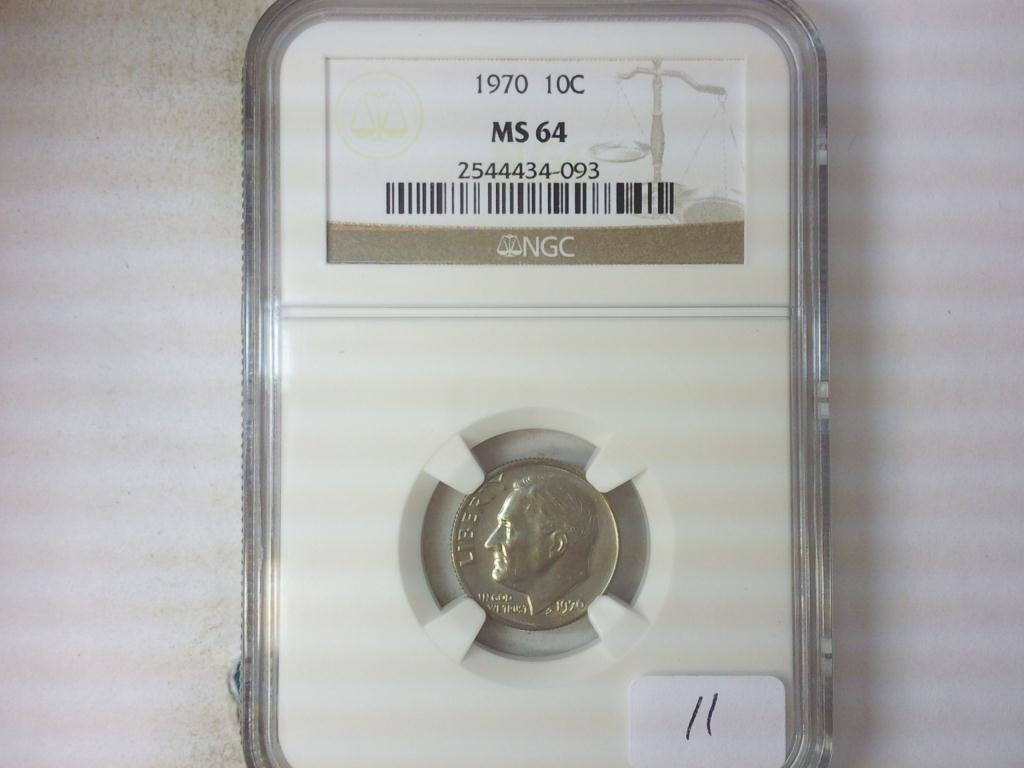 1970 10C
MS 64
2544434-093
NGC
LIBERTY
IN GOD
WE TRUST
1970
11